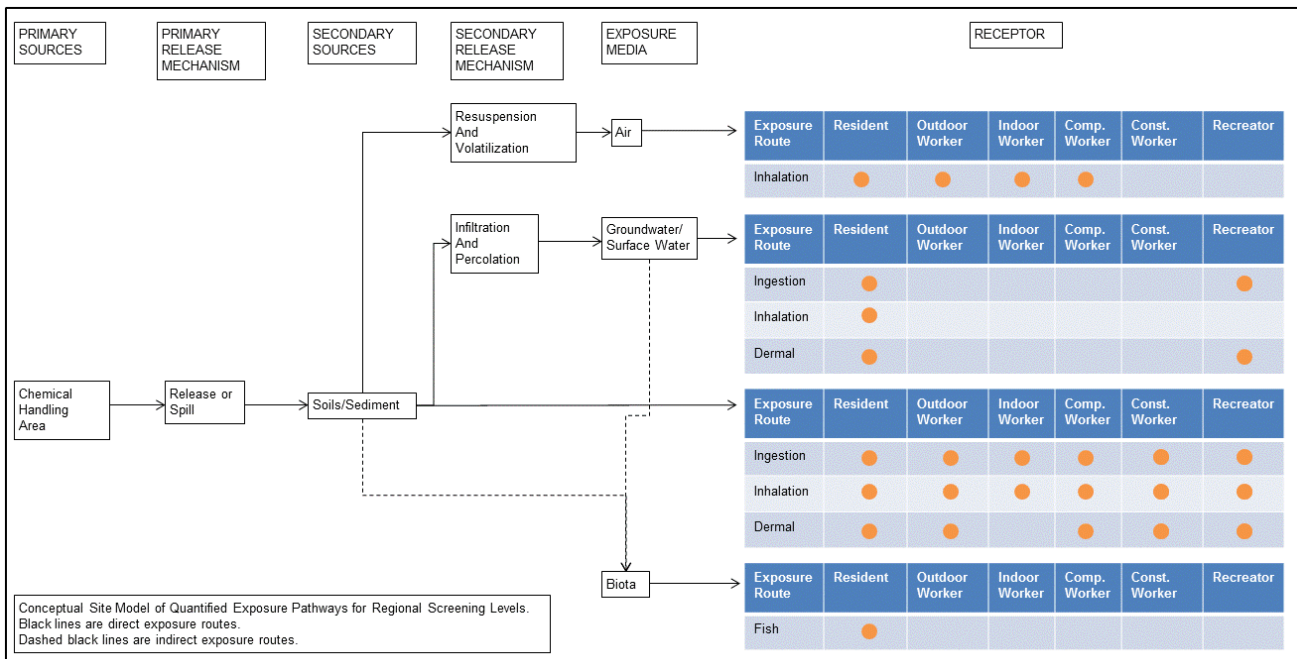 PRIMARY
SOURCES
PRIMARY
RELEASE
MECHANISM
SECONDARY
SOURCES
SECONDARY
RELEASE
MECHANISM
EXPOSURE
MEDIA
RECEPTOR
Resuspension
And
Volatilization
Air
Exposure Route Resident Outdoor Worker Indoor Worker Comp. Worker Const. Worker Recreator
Inhalation
Infiltration
And
Percolation
Groundwater/
Surface Water
Exposure Route Resident Outdoor Worker Indoor Worker Comp. Worker Const. Worker Recreator
Ingestion
Inhalation
Dermal
Chemical
Handling
Area
Release or
Spill
Soils/Sediment
Exposure Route Resident Outdoor Worker Indoor Worker Comp. Worker Const. Worker Recreator
Ingestion
Inhalation
Dermal
Biota
Exposure Route Resident Outdoor Worker Indoor Worker Comp. Worker Const. Worker Recreator
Fish
Conceptual Site Model of Quantified Exposure Pathways for Regional Screening Levels.
Black lines are direct exposure routes.
Dashed black lines are indirect exposure routes.